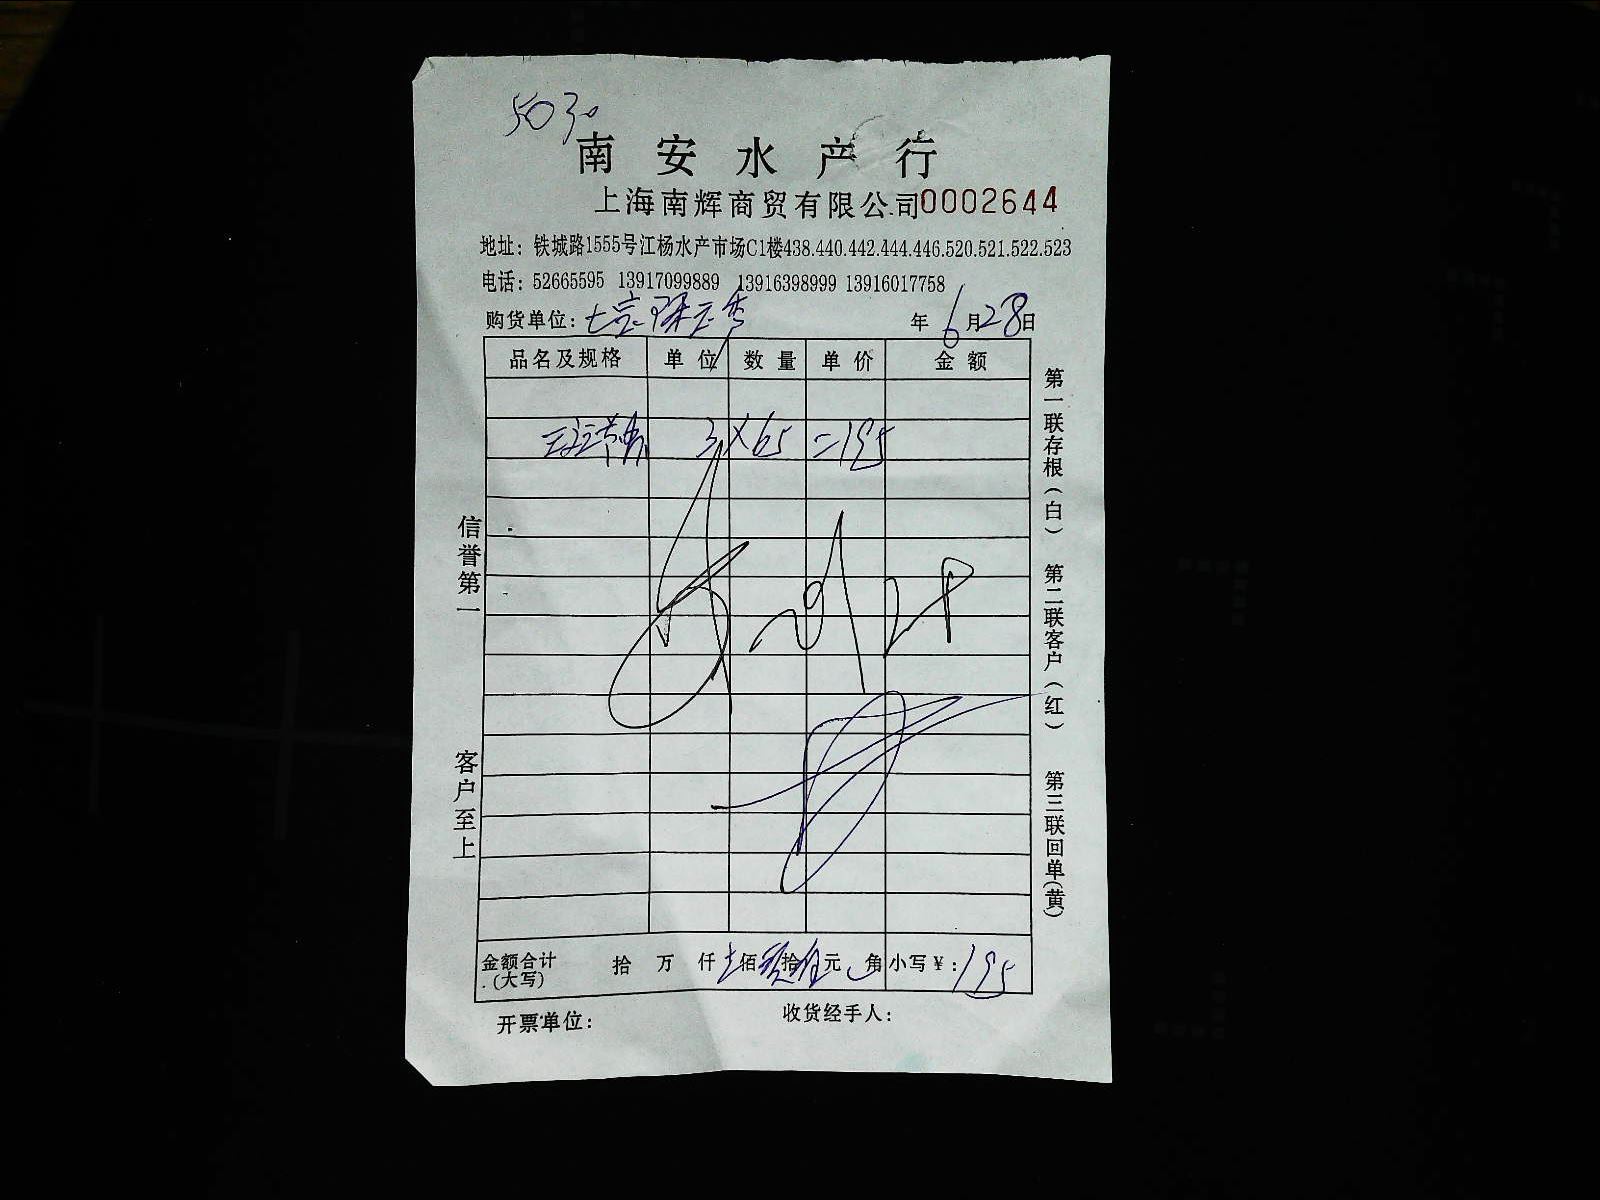 5030
南安水产行
上海南辉商贸有限公司0002644
地址：铁城路1555号江杨水产市场C1楼438.440.442.444.446.520.521.522.523
电话：52665595 13917099889 13916398999 13916017758
购货单位：
年 6月28日
品名及规格 单位 数量 单价 金额
3×65=195
信誉第一
客户至上
第一联存根（白） 第二联客户（红） 第三联回单（黄）
金额合计（大写） 拾 万 仟 佰 拾 元 角 小写¥：195
开票单位： 收货经手人：